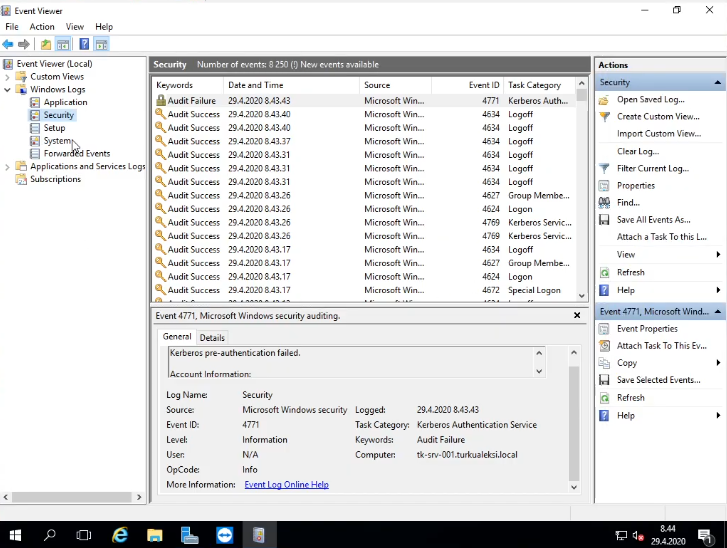 Event Viewer
File Action View Help
Event Viewer (Local)
Custom Views
Windows Logs
Application
Security
Setup
System
Forwarded Events
Applications and Services Logs
Subscriptions
Security Number of events: 8 250 (!) New events available
Keywords Date and Time Source Event ID Task Category
Audit Failure 29.4.2020 8.43.43 Microsoft Win... 4771 Kerberos Auth...
Audit Success 29.4.2020 8.43.40 Microsoft Win... 4634 Logoff
Audit Success 29.4.2020 8.43.40 Microsoft Win... 4634 Logoff
Audit Success 29.4.2020 8.43.37 Microsoft Win... 4634 Logoff
Audit Success 29.4.2020 8.43.31 Microsoft Win... 4634 Logoff
Audit Success 29.4.2020 8.43.31 Microsoft Win... 4634 Logoff
Audit Success 29.4.2020 8.43.31 Microsoft Win... 4634 Logoff
Audit Success 29.4.2020 8.43.26 Microsoft Win... 4627 Group Membe...
Audit Success 29.4.2020 8.43.26 Microsoft Win... 4624 Logon
Audit Success 29.4.2020 8.43.26 Microsoft Win... 4769 Kerberos Servic...
Audit Success 29.4.2020 8.43.26 Microsoft Win... 4769 Kerberos Servic...
Audit Success 29.4.2020 8.43.17 Microsoft Win... 4634 Logoff
Audit Success 29.4.2020 8.43.17 Microsoft Win... 4627 Group Membe...
Audit Success 29.4.2020 8.43.17 Microsoft Win... 4624 Logon
Audit Success 29.4.2020 8.43.17 Microsoft Win... 4672 Special Logon
Event 4771, Microsoft Windows security auditing.
General Details
Kerberos pre-authentication failed.
Account Information:
Log Name: Security
Source: Microsoft Windows security Logged: 29.4.2020 8.43.43
Event ID: 4771 Task Category: Kerberos Authentication Service
Level: Information Keywords: Audit Failure
User: N/A Computer: tk-srv-001.turkualeksi.local
OpCode: Info
More Information: Event Log Online Help
Actions
Security
Open Saved Log...
Create Custom View...
Import Custom View...
Clear Log...
Filter Current Log...
Properties
Find...
Save All Events As...
Attach a Task To this L...
View
Refresh
Help
Event 4771, Microsoft Wind...
Event Properties
Attach Task To This Ev...
Copy
Save Selected Events...
Refresh
Help
8.44
29.4.2020